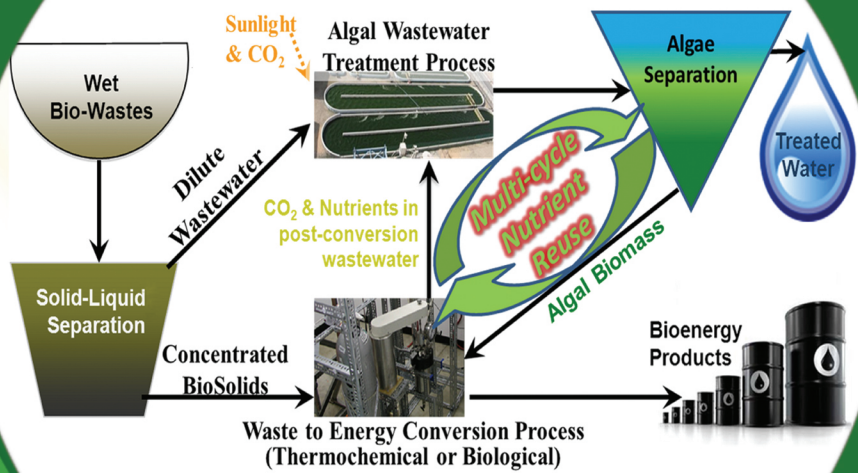 Sunlight
& CO₂
Algal Wastewater
Treatment Process
Algae
Separation
Wet
Bio-Wastes
Treated
Water
Dilute
Wastewater
Multi-cycle
Nutrient
Reuse
CO₂ & Nutrients in
post-conversion
wastewater
Algal Biomass
Solid-Liquid
Separation
Bioenergy
Products
Concentrated
BioSolids
Waste to Energy Conversion Process
(Thermochemical or Biological)